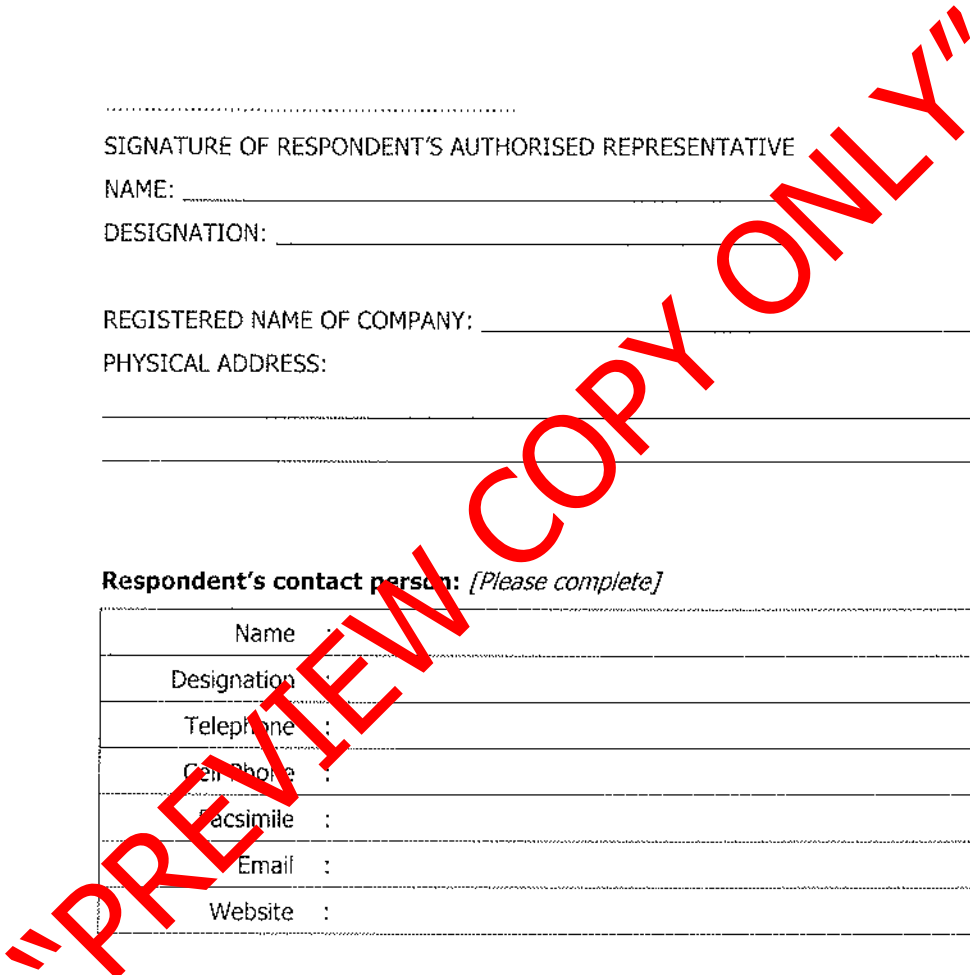 SIGNATURE OF RESPONDENT'S AUTHORISED REPRESENTATIVE
NAME:
DESIGNATION:
REGISTERED NAME OF COMPANY:
PHYSICAL ADDRESS:
Respondent's contact person: [Please complete]
Name :
Designation :
Telephone :
Cell Phone :
Facsimile :
Email :
Website :
"PREVIEW COPY ONLY"